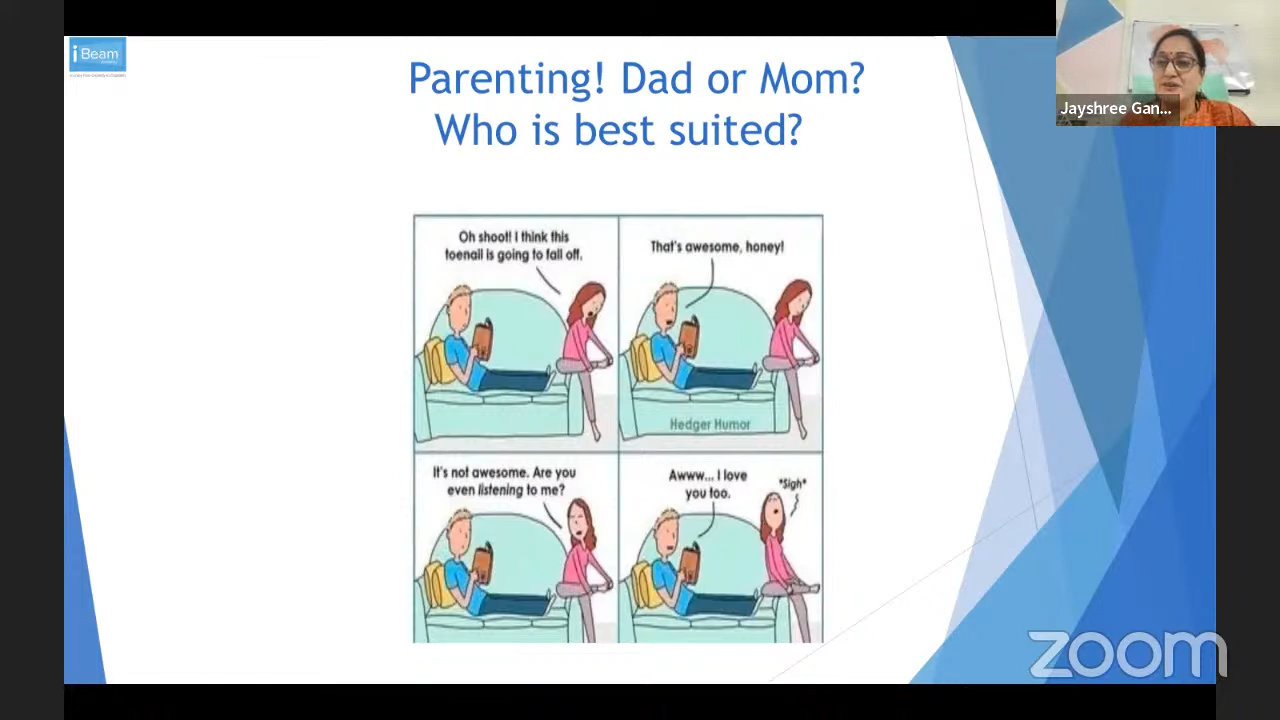 i Beam
Parenting! Dad or Mom?
Who is best suited?
Jayshree Gan...
Oh shoot! I think this
toenail is going to fall off.
That's awesome, honey!
Hedger Humor
It's not awesome. Are you
even listening to me?
Awww... I love
you too.
*Sigh*
zoom